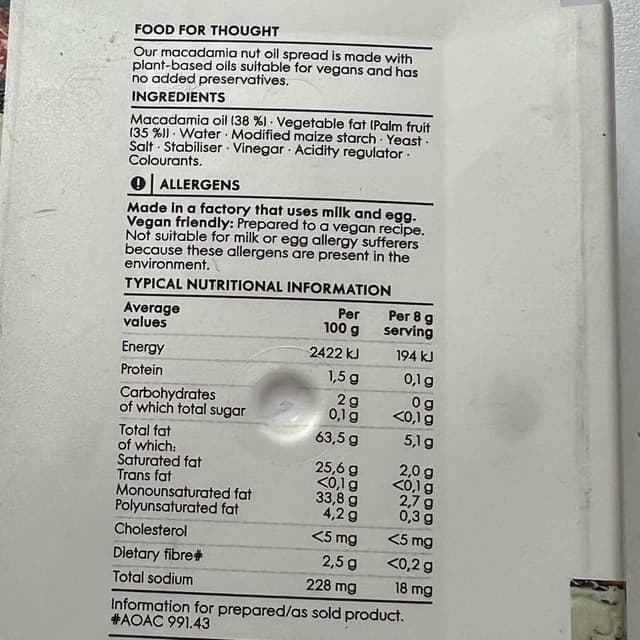 FOOD FOR THOUGHT
Our macadamia nut oil spread is made with
plant-based oils suitable for vegans and has
no added preservatives.
INGREDIENTS
Macadamia oil (38 %) · Vegetable fat (Palm fruit
(35 %)) · Water · Modified maize starch · Yeast ·
Salt · Stabiliser · Vinegar · Acidity regulator ·
Colourants.
! ALLERGENS
Made in a factory that uses milk and egg.
Vegan friendly: Prepared to a vegan recipe.
Not suitable for milk or egg allergy sufferers
because these allergens are present in the
environment.
TYPICAL NUTRITIONAL INFORMATION
Average values Per 100 g Per 8 g serving
Energy 2422 kJ 194 kJ
Protein 1,5 g 0,1 g
Carbohydrates 2 g 0 g
of which total sugar 0,1 g <0,1 g
Total fat 63,5 g 5,1 g
of which:
Saturated fat 25,6 g 2,0 g
Trans fat <0,1 g <0,1 g
Monounsaturated fat 33,8 g 2,7 g
Polyunsaturated fat 4,2 g 0,3 g
Cholesterol <5 mg <5 mg
Dietary fibre# 2,5 g <0,2 g
Total sodium 228 mg 18 mg
Information for prepared/as sold product.
#AOAC 991.43